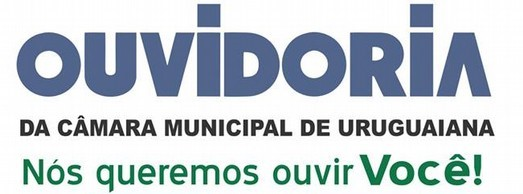 OUViDORiA
DA CÂMARA MUNICIPAL DE URUGUAIANA
Nós queremos ouvir Você!